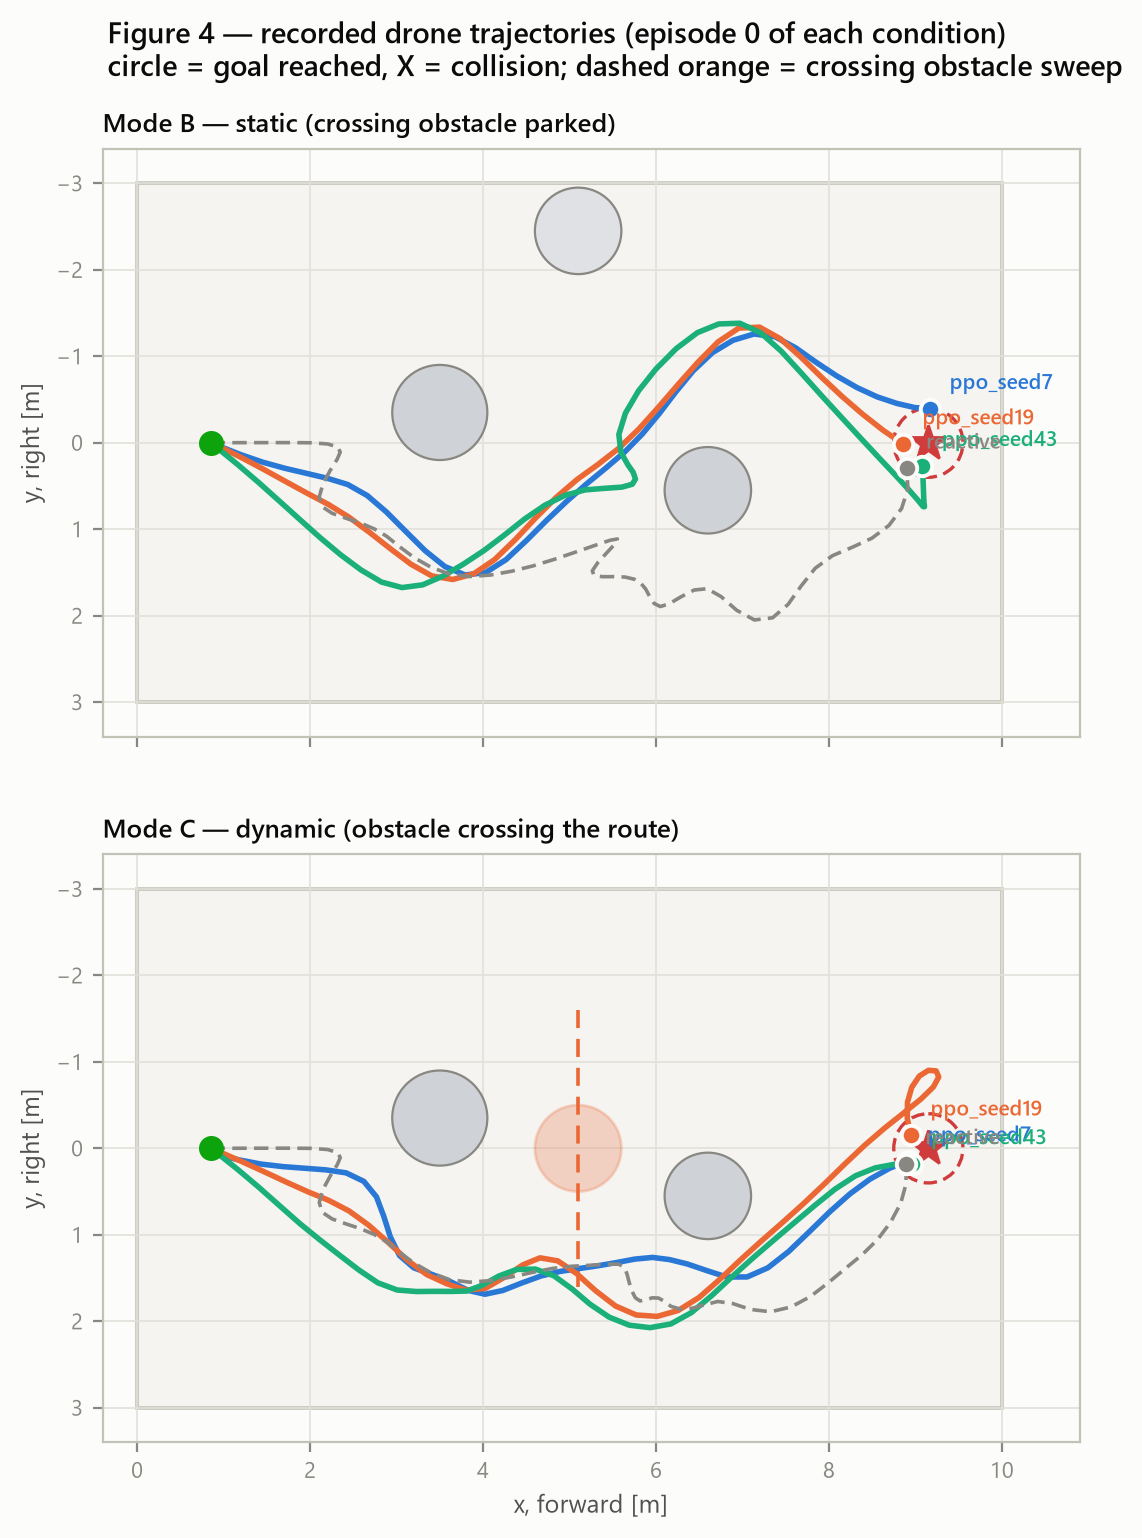 Figure 4 — recorded drone trajectories (episode 0 of each condition)
circle = goal reached, X = collision; dashed orange = crossing obstacle sweep
Mode B — static (crossing obstacle parked)
−3
−2
−1
0
1
2
3
y, right [m]
ppo_seed7
ppo_seed19
ppo_seed43
reactive
Mode C — dynamic (obstacle crossing the route)
−3
−2
−1
0
1
2
3
y, right [m]
ppo_seed19
ppo_seed7
ppo_seed43
0
2
4
6
8
10
x, forward [m]